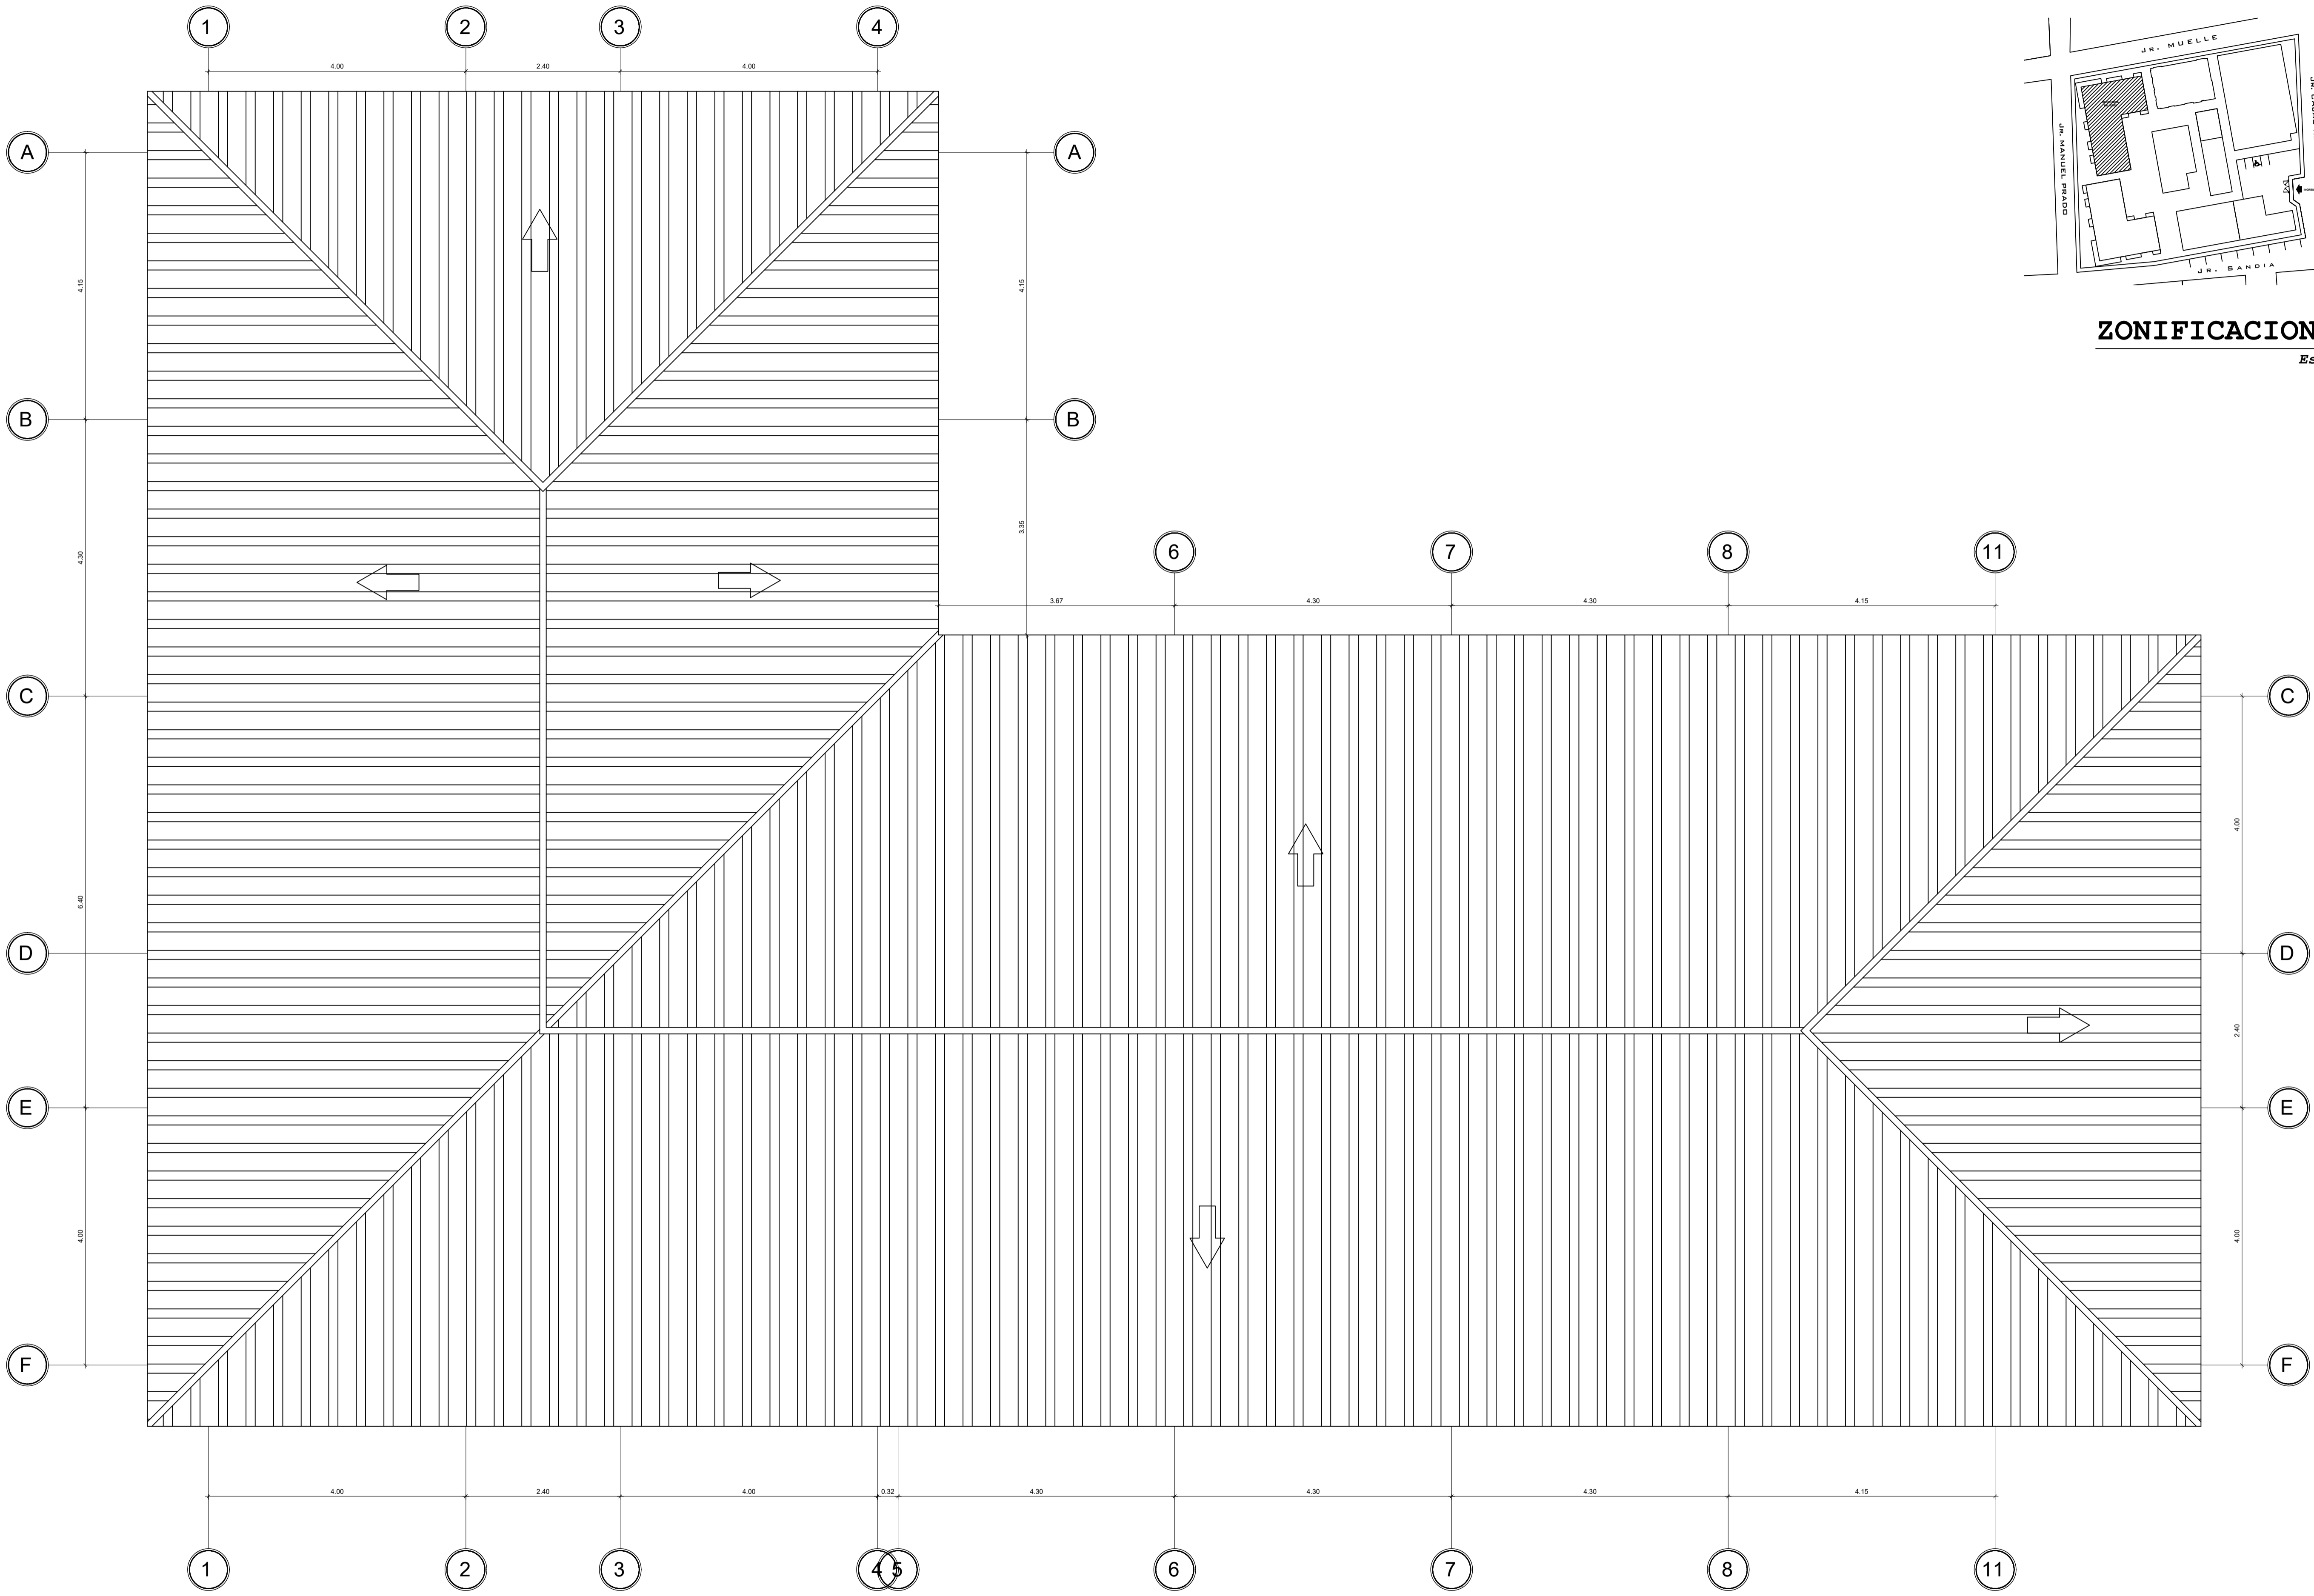 1 2 3 4
4.00 2.40 4.00
JR. MUELLE
JR. MANUEL PRADO
JR. SANDIA
ZONIFICACION
Es
A A
4.15 4.15
B B
4.30 3.35
6 7 8 11
3.67 4.30 4.30 4.15
C C
6.40 4.00
D D
2.40
E E
4.00 4.00
F F
4.00 2.40 4.00 0.32 4.30 4.30 4.30 4.15
1 2 3 4 5 6 7 8 11